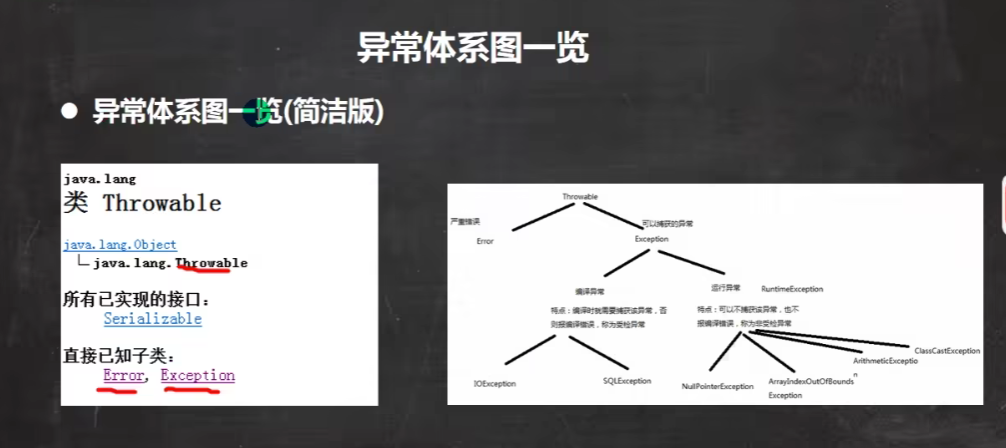 异常体系图一览
● 异常体系图一览(简洁版)
java.lang
类 Throwable
java.lang.Object
java.lang.Throwable
所有已实现的接口：
Serializable
直接已知子类：
Error, Exception
Throwable
严重错误
Error
可以捕获的异常
Exception
编译异常
特点：编译时就需要捕获该异常，否
则报编译错误，称为受检异常
IOException
SQLException
运行异常 RuntimeException
特点：可以不捕获该异常，也不
报编译错误，称为非受检异常
NullPointerException
ArrayIndexOutOfBounds
Exception
ArithmeticExceptio
n
ClassCastException